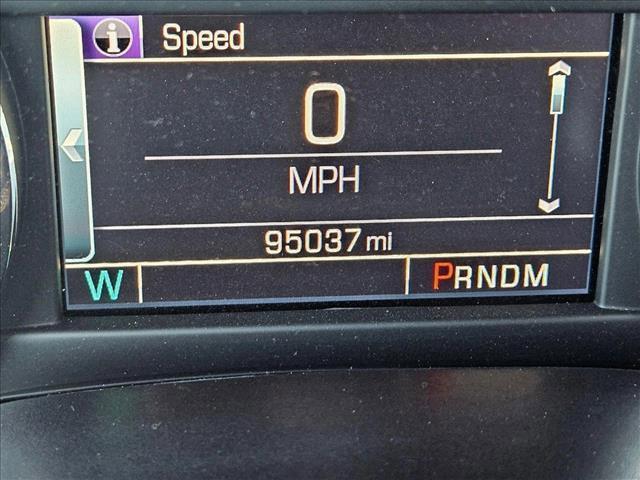 Speed
0
MPH
95037 mi
W PRNDM